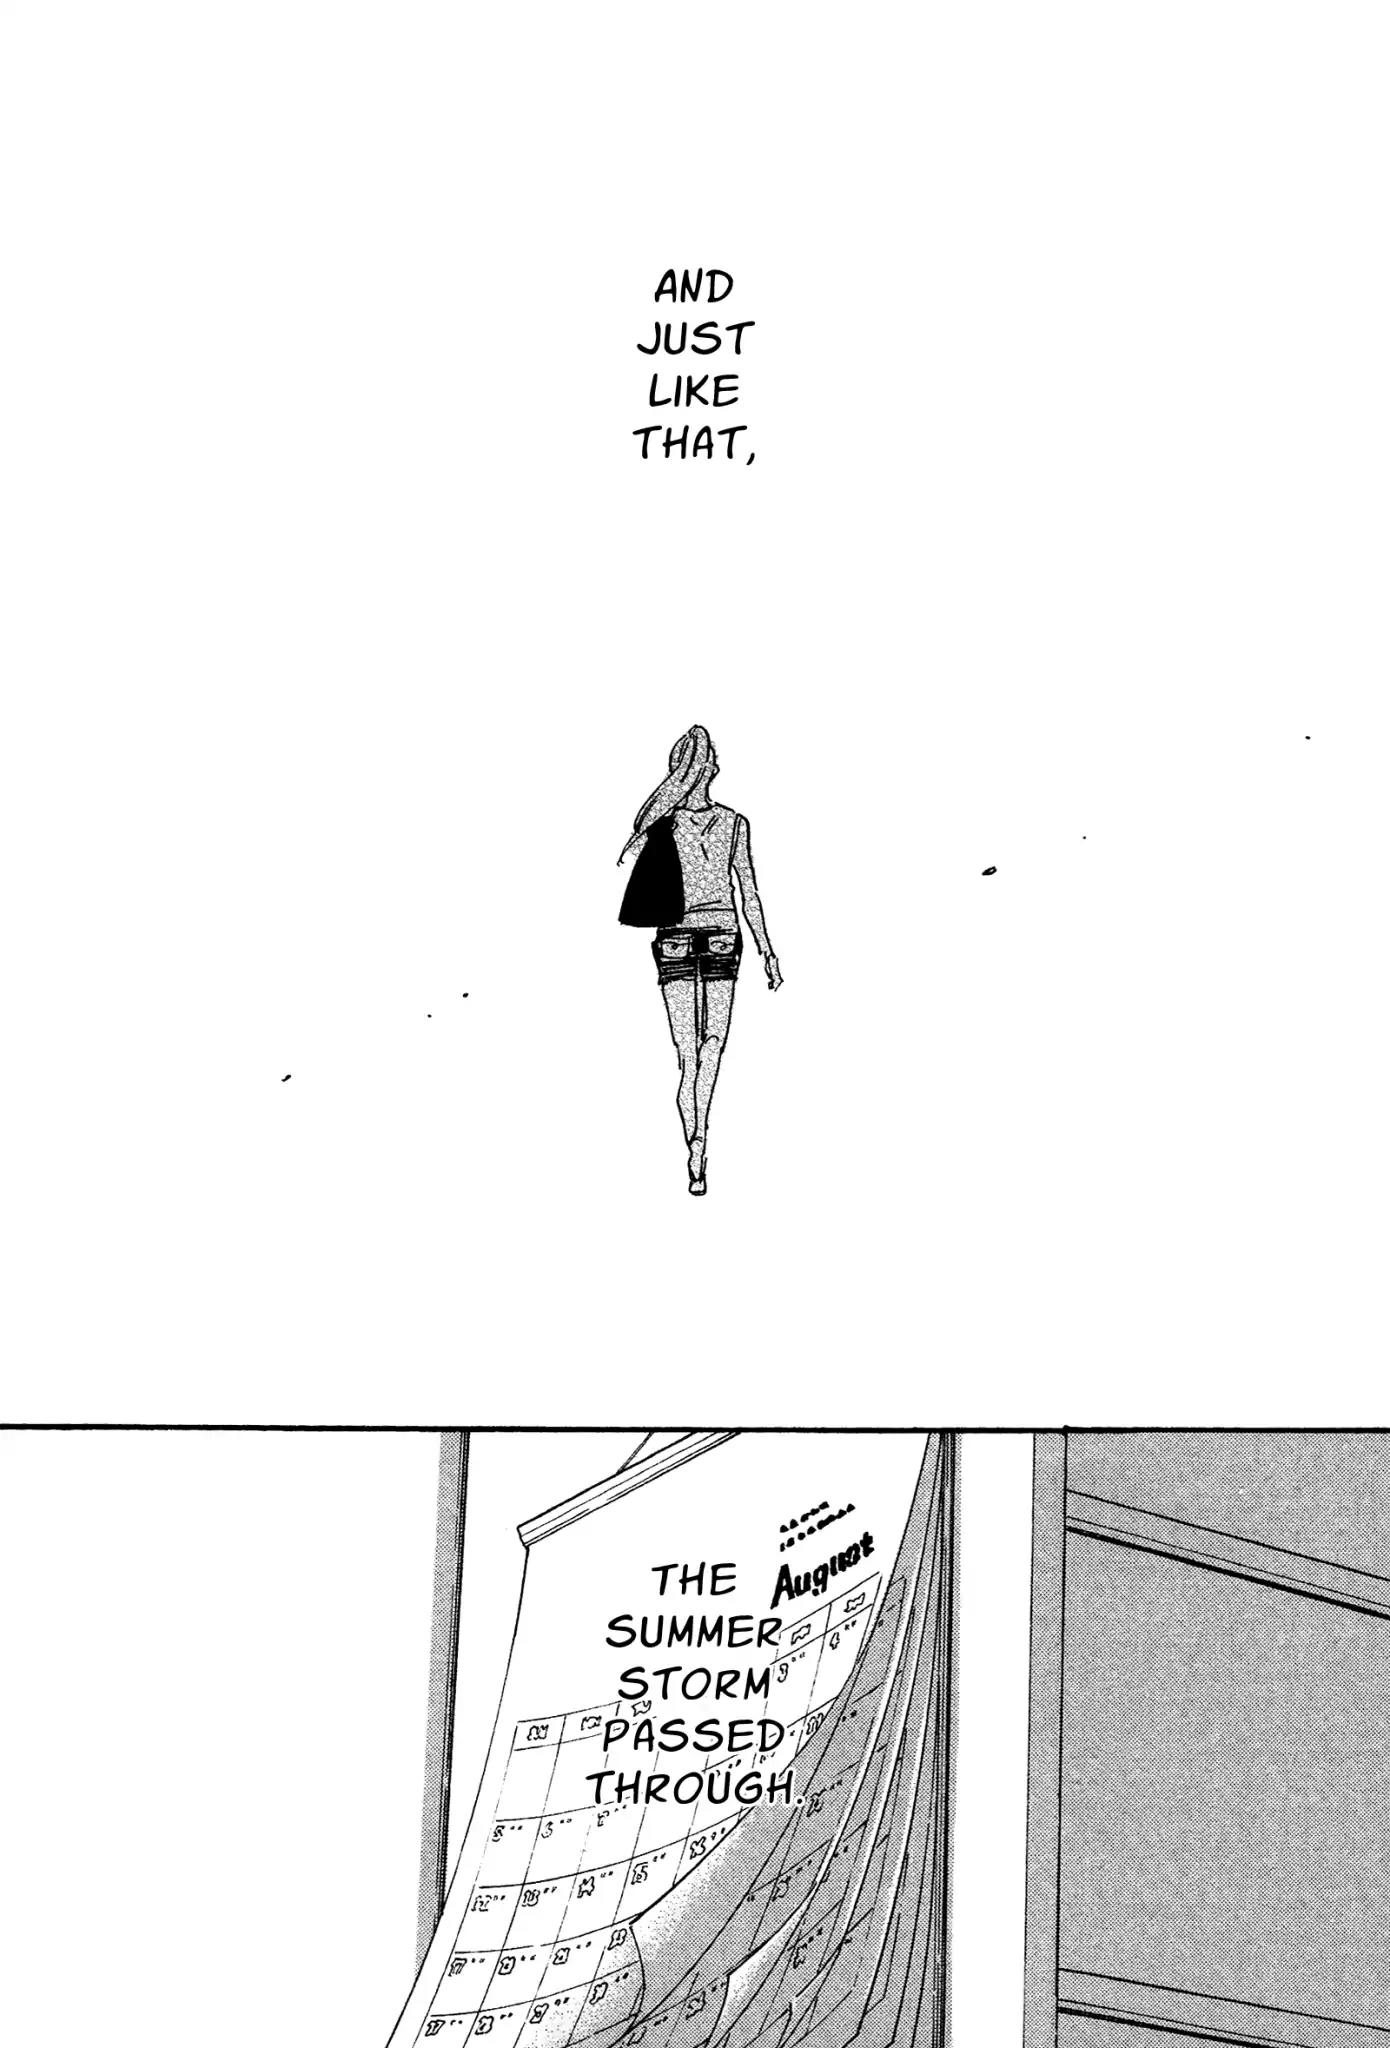 AND
JUST
LIKE
THAT,
August
THE
SUMMER
STORM
PASSED
THROUGH.